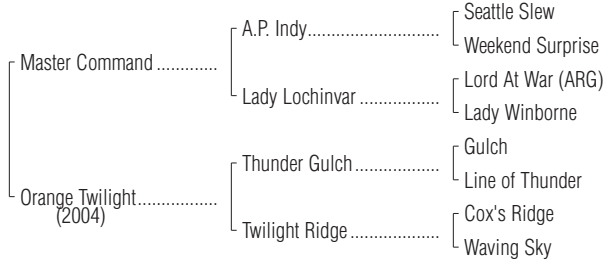 Seattle Slew
A.P. Indy..............................
Weekend Surprise
Master Command .............
Lord At War (ARG)
Lady Lochinvar ..................
Lady Winborne
Gulch
Thunder Gulch ...................
Line of Thunder
Orange Twilight..................
(2004)
Cox's Ridge
Twilight Ridge ....................
Waving Sky